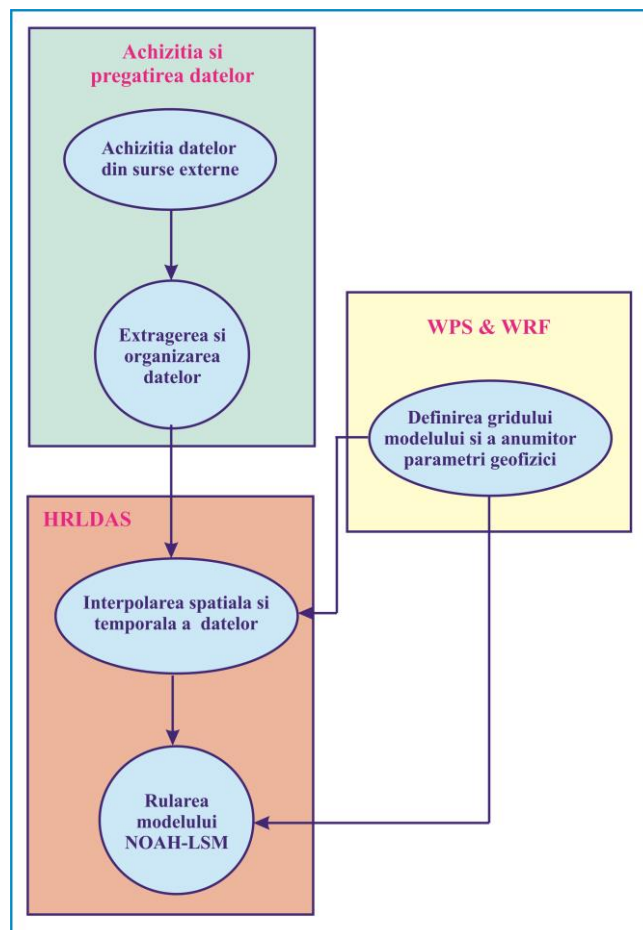 Achizitia si
pregatirea datelor
Achizitia datelor
din surse externe
Extragerea si
organizarea
datelor
WPS & WRF
Definirea gridului
modelului si a anumitor
parametri geofizici
HRLDAS
Interpolarea spatiala si
temporala a datelor
Rularea
modelului
NOAH-LSM